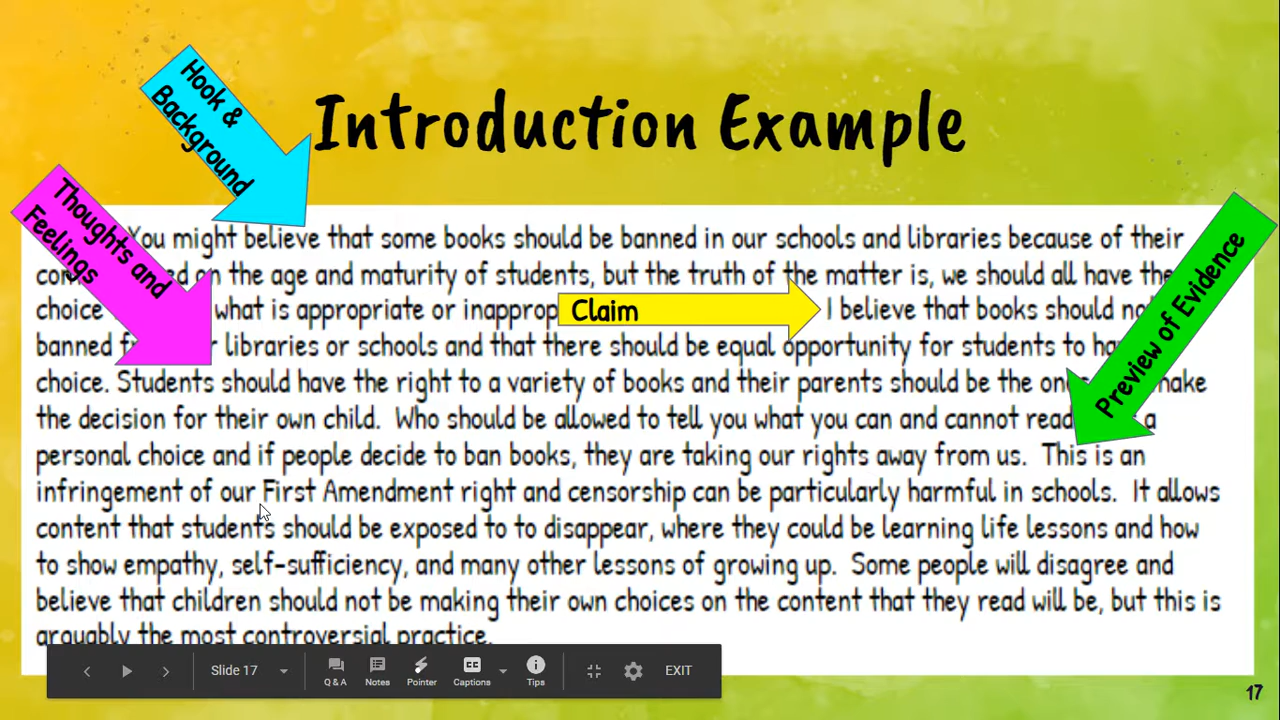 Introduction Example
Hook &
Background
Thoughts and
Feelings
Claim
Preview of Evidence
You might believe that some books should be banned in our schools and libraries because of their
on the age and maturity of students, but the truth of the matter is, we should all have the
choice what is appropriate or I believe that books should
banned libraries or schools and that there should be equal opportunity for students to
choice. Students should have the right to a variety of books and their parents should be the
the decision for their own child. Who should be allowed to tell you what you can and cannot read a
personal choice and if people decide to ban books, they are taking our rights away from us. This is an
infringement of our First Amendment right and censorship can be particularly harmful in schools. It allows
content that students should be exposed to to disappear, where they could be learning life lessons and how
to show empathy, self-sufficiency, and many other lessons of growing up. Some people will disagree and
believe that children should not be making their own choices on the content that they read will be, but this is
arguably the most controversial practice.
Slide 17
Q & A
Notes
Pointer
CC
Captions
Tips
EXIT
17